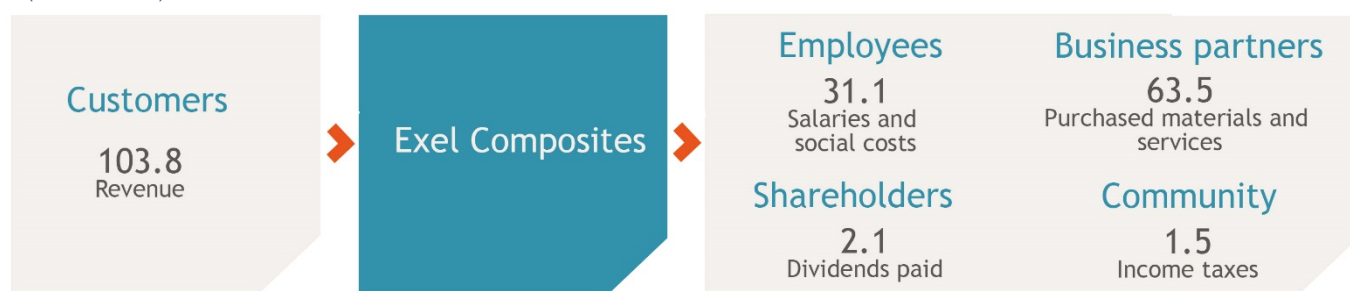 Customers
103.8
Revenue
Exel Composites
Employees
31.1
Salaries and
social costs
Business partners
63.5
Purchased materials and
services
Shareholders
2.1
Dividends paid
Community
1.5
Income taxes